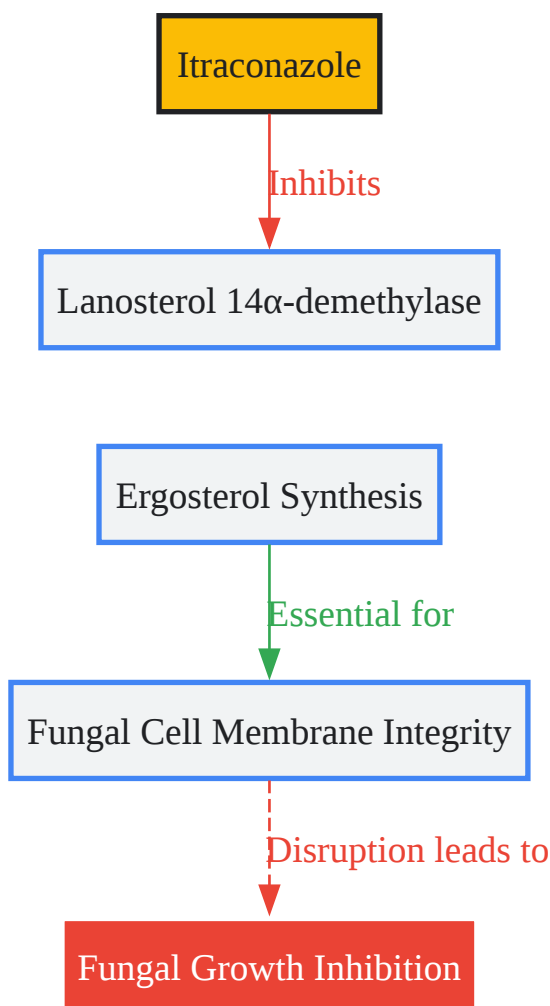 Itraconazole
Inhibits
Lanosterol 14α-demethylase
Ergosterol Synthesis
Essential for
Fungal Cell Membrane Integrity
Disruption leads to
Fungal Growth Inhibition